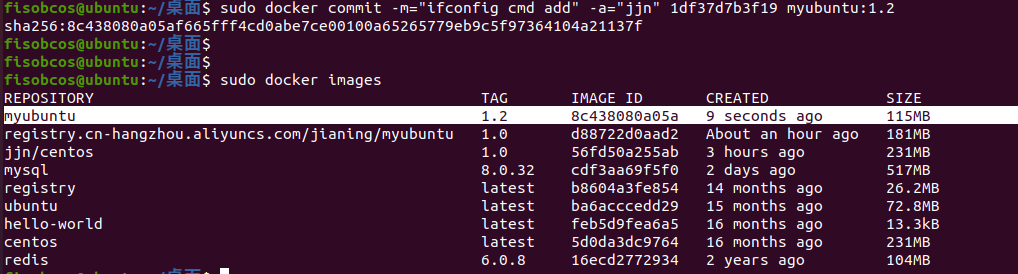 fisobcos@ubuntu:~/桌面$ sudo docker commit -m="ifconfig cmd add" -a="jjn" 1df37d7b3f19 myubuntu:1.2
sha256:8c438080a05af665fff4cd0abe7ce00100a65265779eb9c5f97364104a21137f
fisobcos@ubuntu:~/桌面$
fisobcos@ubuntu:~/桌面$
fisobcos@ubuntu:~/桌面$ sudo docker images
REPOSITORY TAG IMAGE ID CREATED SIZE
myubuntu 1.2 8c438080a05a 9 seconds ago 115MB
registry.cn-hangzhou.aliyuncs.com/jianing/myubuntu 1.0 d88722d0aad2 About an hour ago 181MB
jjn/centos 1.0 56fd50a255ab 3 hours ago 231MB
mysql 8.0.32 cdf3aa69f5f0 2 days ago 517MB
registry latest b8604a3fe854 14 months ago 26.2MB
ubuntu latest ba6acccedd29 15 months ago 72.8MB
hello-world latest feb5d9fea6a5 16 months ago 13.3kB
centos latest 5d0da3dc9764 16 months ago 231MB
redis 6.0.8 16ecd2772934 2 years ago 104MB
fisobcos@ubuntu:~/桌面$